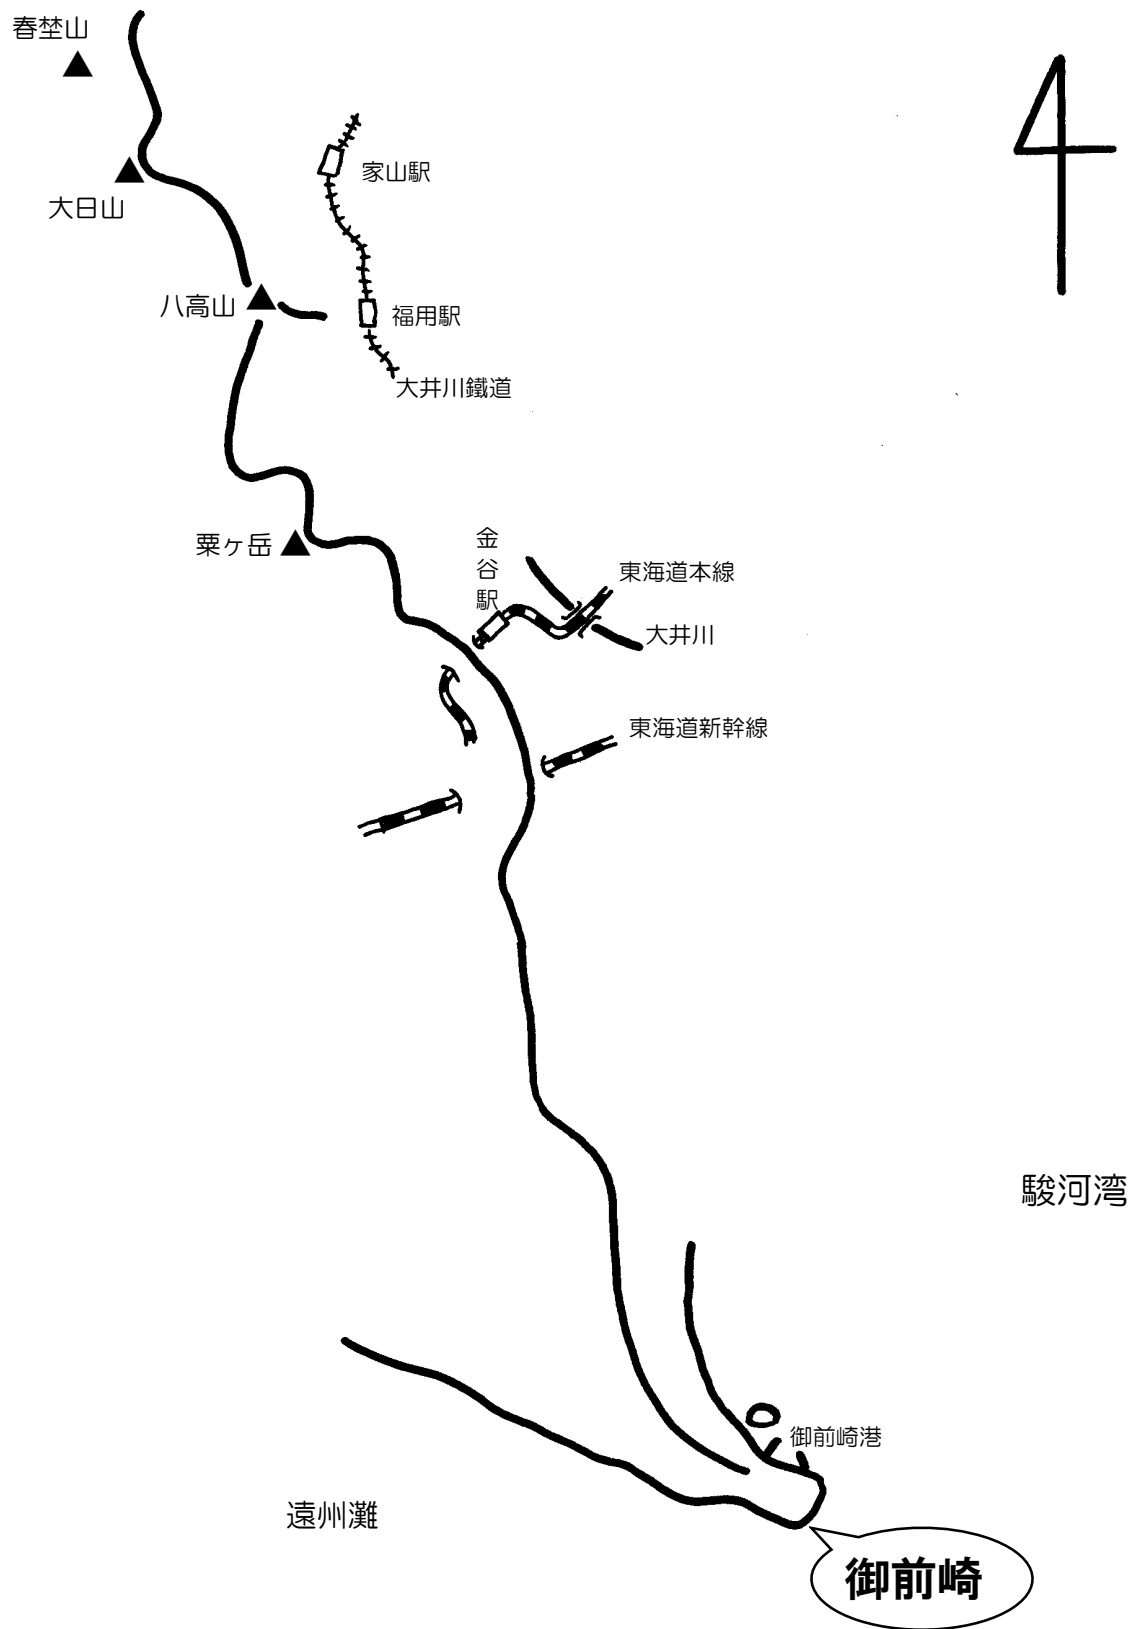 春埜山
大日山
家山駅
八高山
福用駅
大井川鐵道
粟ヶ岳
金谷駅
東海道本線
大井川
東海道新幹線
駿河湾
御前崎港
遠州灘
御前崎